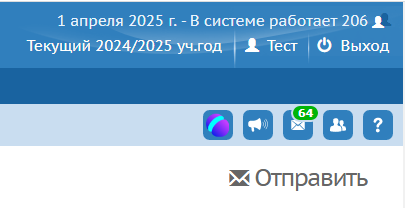 1 апреля 2025 г. - В системе работает 206
Текущий 2024/2025 уч.год Тест Выход
64
?
Отправить